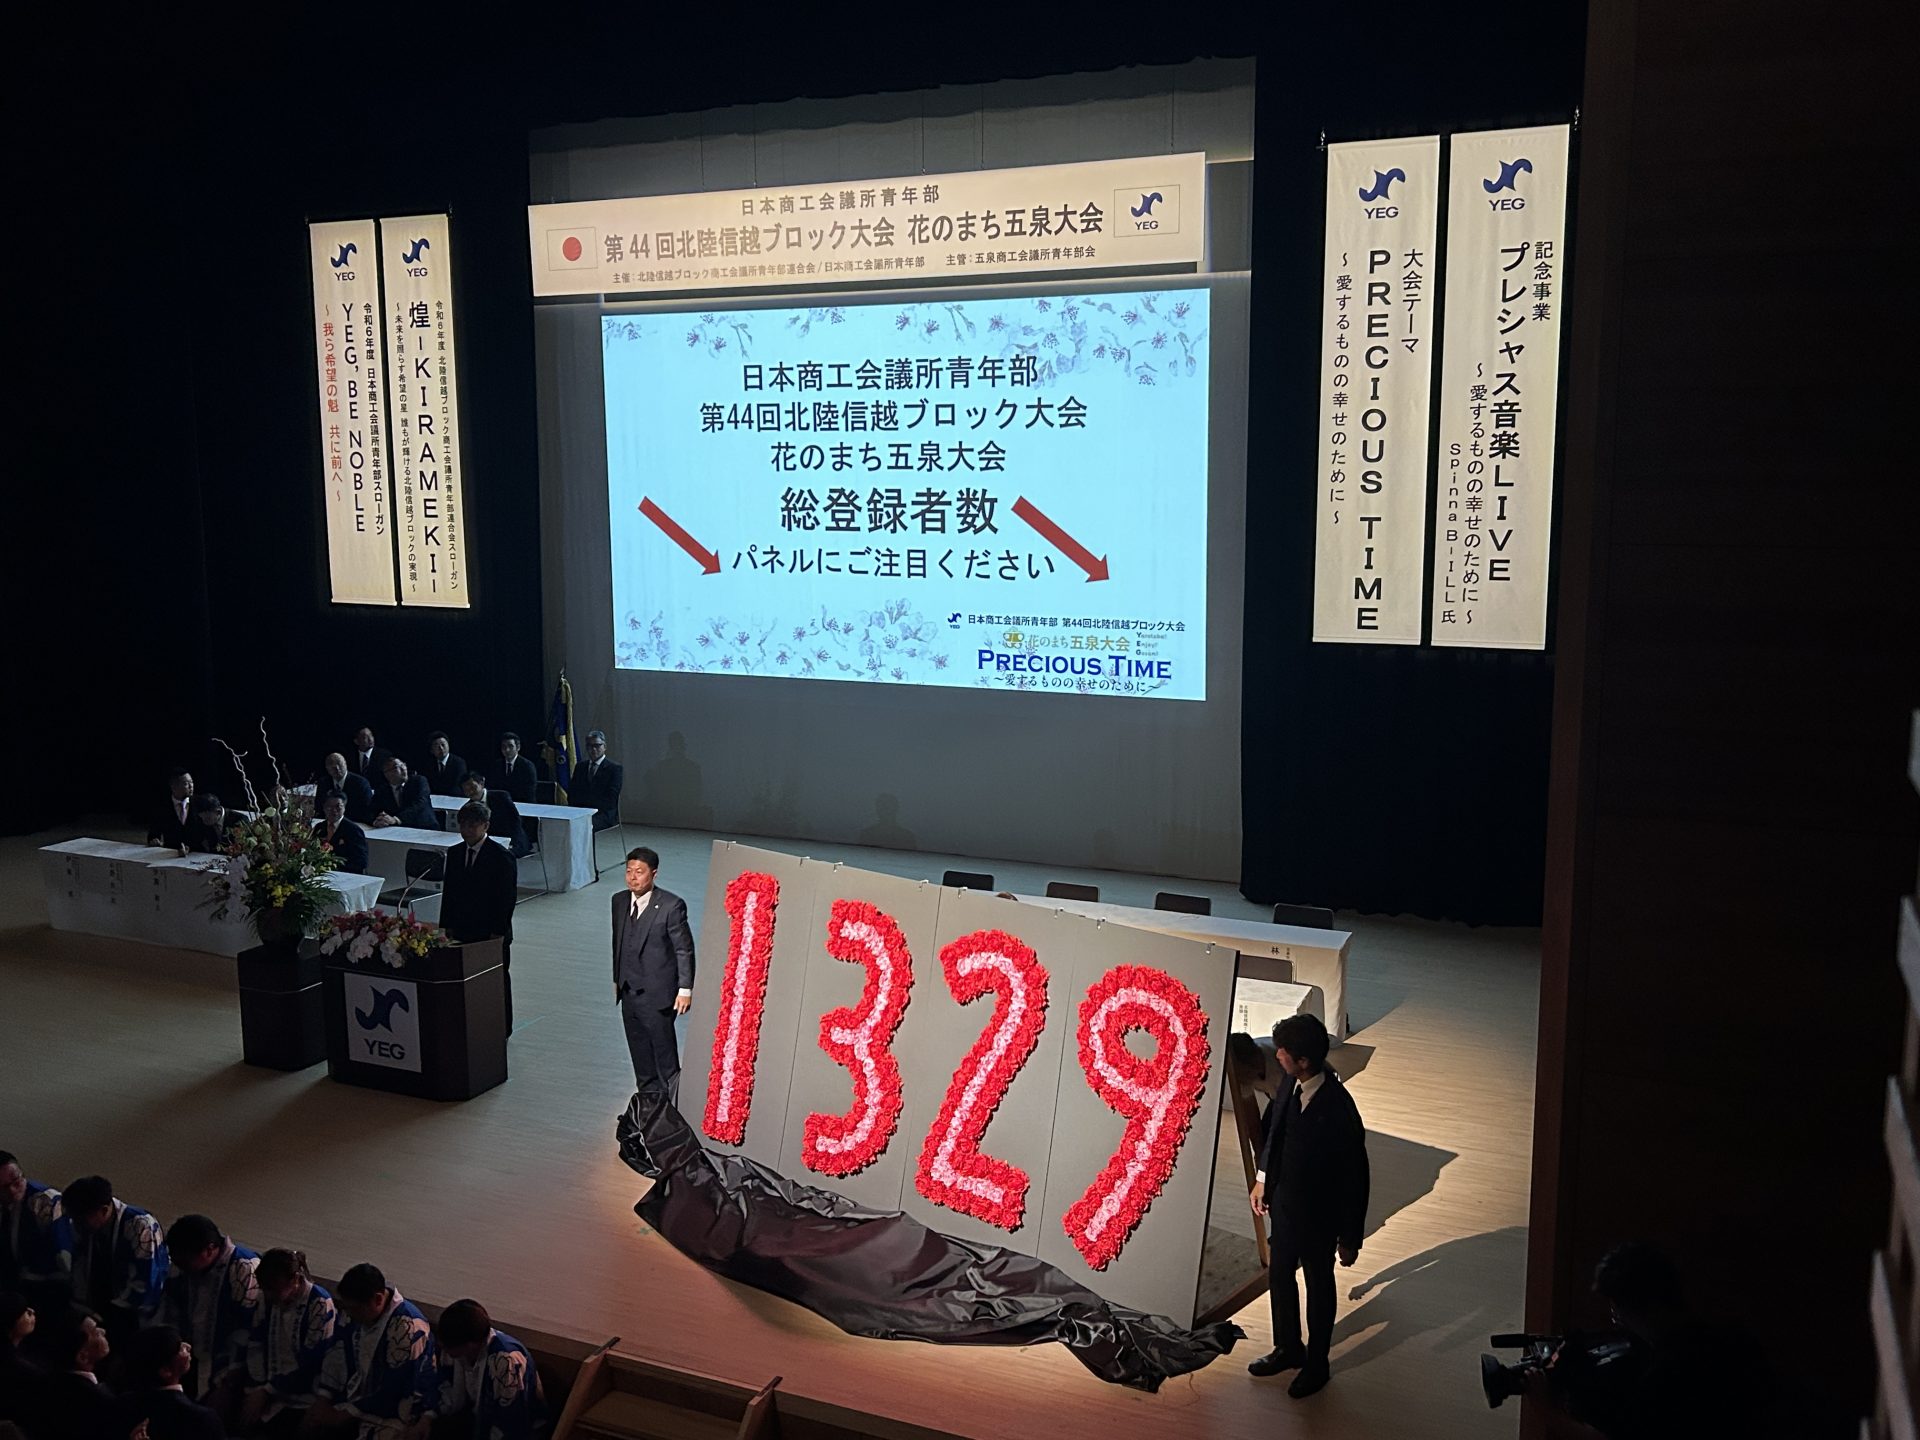 日本商工会議所青年部
第44回北陸信越ブロック大会 花のまち五泉大会
主催：北陸信越ブロック商工会議所青年部連合会/日本商工会議所青年部 主管：五泉商工会議所青年部会
YEG
YEG
令和6年度 日本商工会議所青年部スローガン
YEG, BE NOBLE
～我ら希望の魁 共に前へ～
YEG
令和6年度 北陸信越ブロック商工会議所青年部連合会スローガン
煌-KIRAMEKI-
～未来を照らす希望の星 誰もが輝ける北陸信越ブロックの実現～
日本商工会議所青年部
第44回北陸信越ブロック大会
花のまち五泉大会
総登録者数
パネルにご注目ください
YEG
日本商工会議所青年部 第44回北陸信越ブロック大会
花のまち五泉大会
Enjoy!
PRECIOUS TIME
～愛するものの幸せのために～
YEG
大会テーマ
PRECIOUS TIME
～愛するものの幸せのために～
YEG
記念事業
プレシャス音楽LIVE
～愛するものの幸せのために～
Spinna B-iLL氏
YEG
1329
林